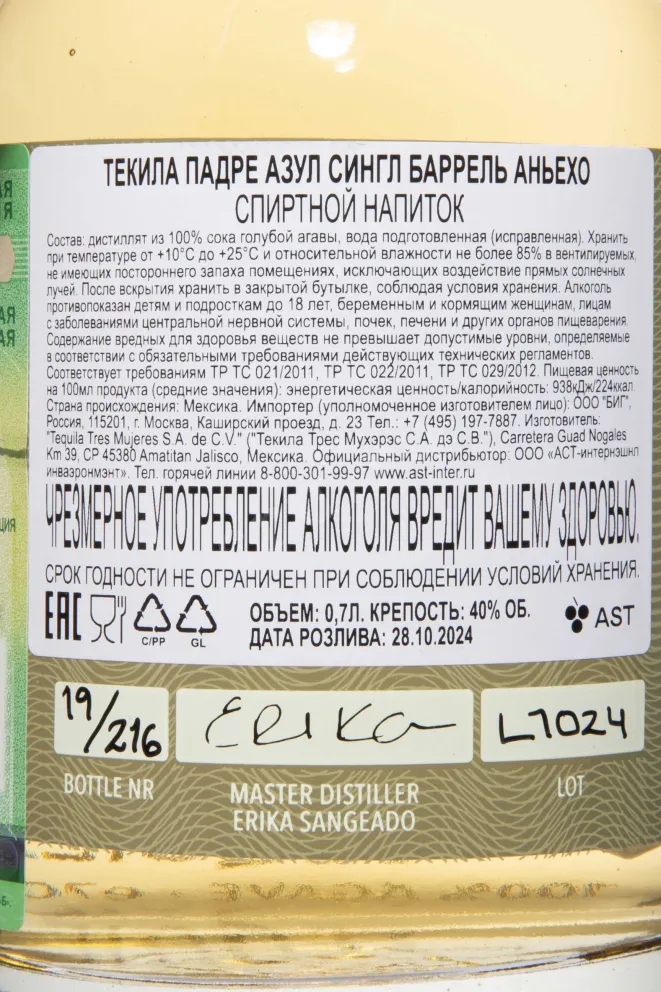 ТЕКИЛА ПАДРЕ АЗУЛ СИНГЛ БАРРЕЛЬ АНЬЕХО
СПИРТНОЙ НАПИТОК
Состав: дистиллят из 100% сока голубой агавы, вода подготовленная (исправленная). Хранить
при температуре от +10°С до +25°С и относительной влажности не более 85% в вентилируемых,
не имеющих постороннего запаха помещениях, исключающих воздействие прямых солнечных
лучей. После вскрытия хранить в закрытой бутылке, соблюдая условия хранения. Алкоголь
противопоказан детям и подросткам до 18 лет, беременным и кормящим женщинам, лицам
с заболеваниями центральной нервной системы, почек, печени и других органов пищеварения.
Содержание вредных для здоровья веществ не превышает допустимые уровни, определяемые
в соответствии с обязательными требованиями действующих технических регламентов.
Соответствует требованиям ТР ТС 021/2011, ТР ТС 022/2011, ТР ТС 029/2012. Пищевая ценность
на 100мл продукта (средние значения): энергетическая ценность/калорийность: 938кДж/224ккал.
Страна происхождения: Мексика. Импортер (уполномоченное изготовителем лицо): ООО "БИГ",
Россия, 115201, г. Москва, Каширский проезд, д. 23 Тел.: +7 (495) 197-7887. Изготовитель:
"Tequila Tres Mujeres S.A. de C.V." ("Текила Трес Мухэрэс С.А. дэ С.В."), Carretera Guad Nogales
Km 39, CP 45380 Amatitan Jalisco, Мексика. Официальный дистрибьютор: ООО «АСТ-интернэшнл
инваэронмэнт». Тел. горячей линии 8-800-301-99-97 www.ast-inter.ru
ЧРЕЗМЕРНОЕ УПОТРЕБЛЕНИЕ АЛКОГОЛЯ ВРЕДИТ ВАШЕМУ ЗДОРОВЬЮ.
СРОК ГОДНОСТИ НЕ ОГРАНИЧЕН ПРИ СОБЛЮДЕНИИ УСЛОВИЙ ХРАНЕНИЯ.
ЕАС C/PP GL
ОБЪЕМ: 0,7Л. КРЕПОСТЬ: 40% ОБ.
ДАТА РОЗЛИВА: 28.10.2024
AST
19/216
Erika
L1024
BOTTLE NR
MASTER DISTILLER
ERIKA SANGEADO
LOT